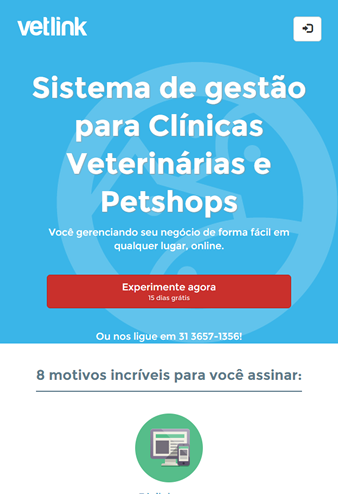 vetlink
Sistema de gestão
para Clínicas
Veterinárias e
Petshops
Você gerenciando seu negócio de forma fácil em
qualquer lugar, online.
Experimente agora
15 dias grátis
Ou nos ligue em 31 3657-1356!
8 motivos incríveis para você assinar: